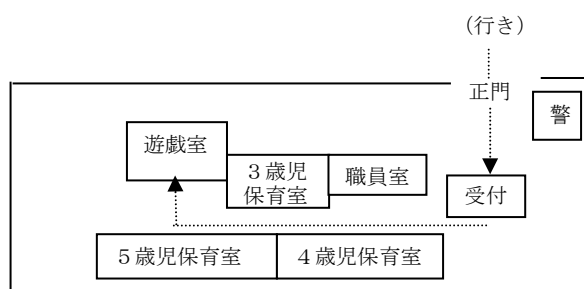 (行き)
正門
警
遊戯室
３歳児
保育室
職員室
受付
５歳児保育室
４歳児保育室